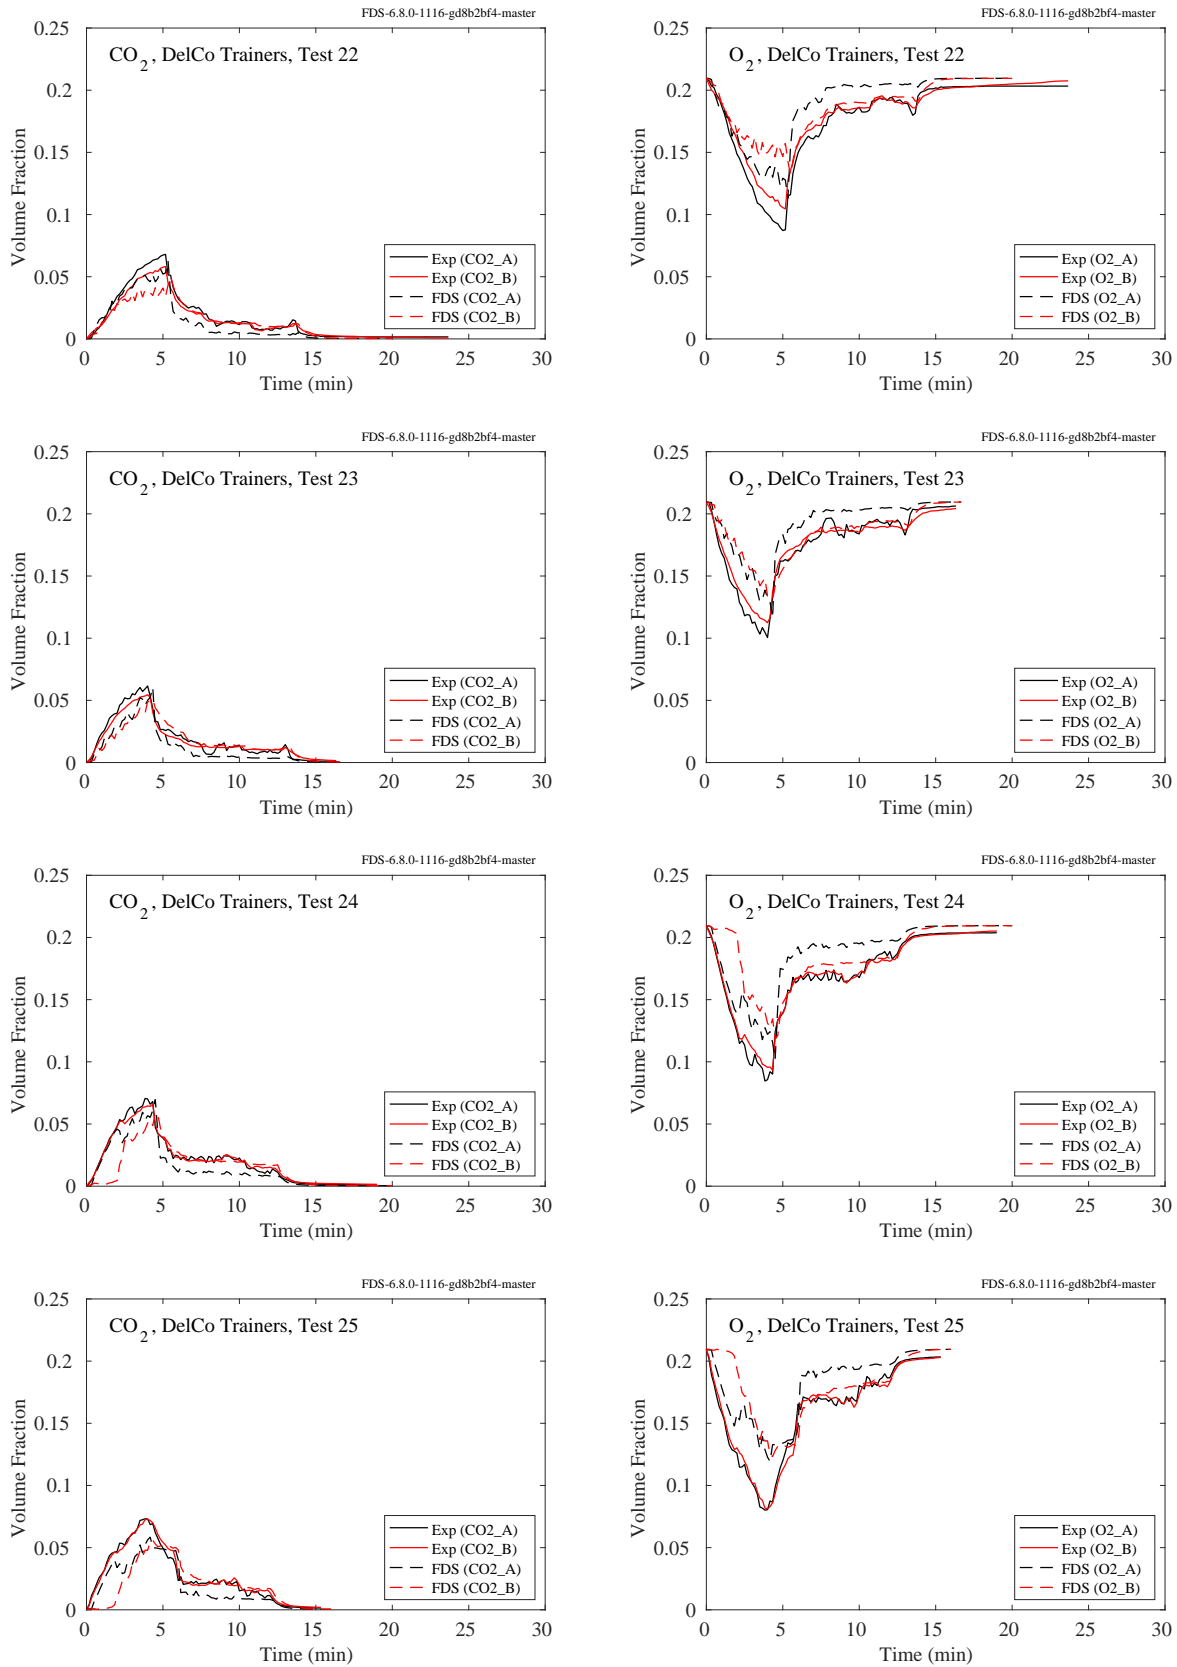 FDS-6.8.0-1116-gd8b2bf4-master
CO2, DelCo Trainers, Test 22
Volume Fraction
0.25
0.2
0.15
0.1
0.05
0
Exp (CO2_A)
Exp (CO2_B)
FDS (CO2_A)
FDS (CO2_B)
0 5 10 15 20 25 30
Time (min)
FDS-6.8.0-1116-gd8b2bf4-master
O2, DelCo Trainers, Test 22
Volume Fraction
0.25
0.2
0.15
0.1
0.05
0
Exp (O2_A)
Exp (O2_B)
FDS (O2_A)
FDS (O2_B)
0 5 10 15 20 25 30
Time (min)
FDS-6.8.0-1116-gd8b2bf4-master
CO2, DelCo Trainers, Test 23
Volume Fraction
0.25
0.2
0.15
0.1
0.05
0
Exp (CO2_A)
Exp (CO2_B)
FDS (CO2_A)
FDS (CO2_B)
0 5 10 15 20 25 30
Time (min)
FDS-6.8.0-1116-gd8b2bf4-master
O2, DelCo Trainers, Test 23
Volume Fraction
0.25
0.2
0.15
0.1
0.05
0
Exp (O2_A)
Exp (O2_B)
FDS (O2_A)
FDS (O2_B)
0 5 10 15 20 25 30
Time (min)
FDS-6.8.0-1116-gd8b2bf4-master
CO2, DelCo Trainers, Test 24
Volume Fraction
0.25
0.2
0.15
0.1
0.05
0
Exp (CO2_A)
Exp (CO2_B)
FDS (CO2_A)
FDS (CO2_B)
0 5 10 15 20 25 30
Time (min)
FDS-6.8.0-1116-gd8b2bf4-master
O2, DelCo Trainers, Test 24
Volume Fraction
0.25
0.2
0.15
0.1
0.05
0
Exp (O2_A)
Exp (O2_B)
FDS (O2_A)
FDS (O2_B)
0 5 10 15 20 25 30
Time (min)
FDS-6.8.0-1116-gd8b2bf4-master
CO2, DelCo Trainers, Test 25
Volume Fraction
0.25
0.2
0.15
0.1
0.05
0
Exp (CO2_A)
Exp (CO2_B)
FDS (CO2_A)
FDS (CO2_B)
0 5 10 15 20 25 30
Time (min)
FDS-6.8.0-1116-gd8b2bf4-master
O2, DelCo Trainers, Test 25
Volume Fraction
0.25
0.2
0.15
0.1
0.05
0
Exp (O2_A)
Exp (O2_B)
FDS (O2_A)
FDS (O2_B)
0 5 10 15 20 25 30
Time (min)